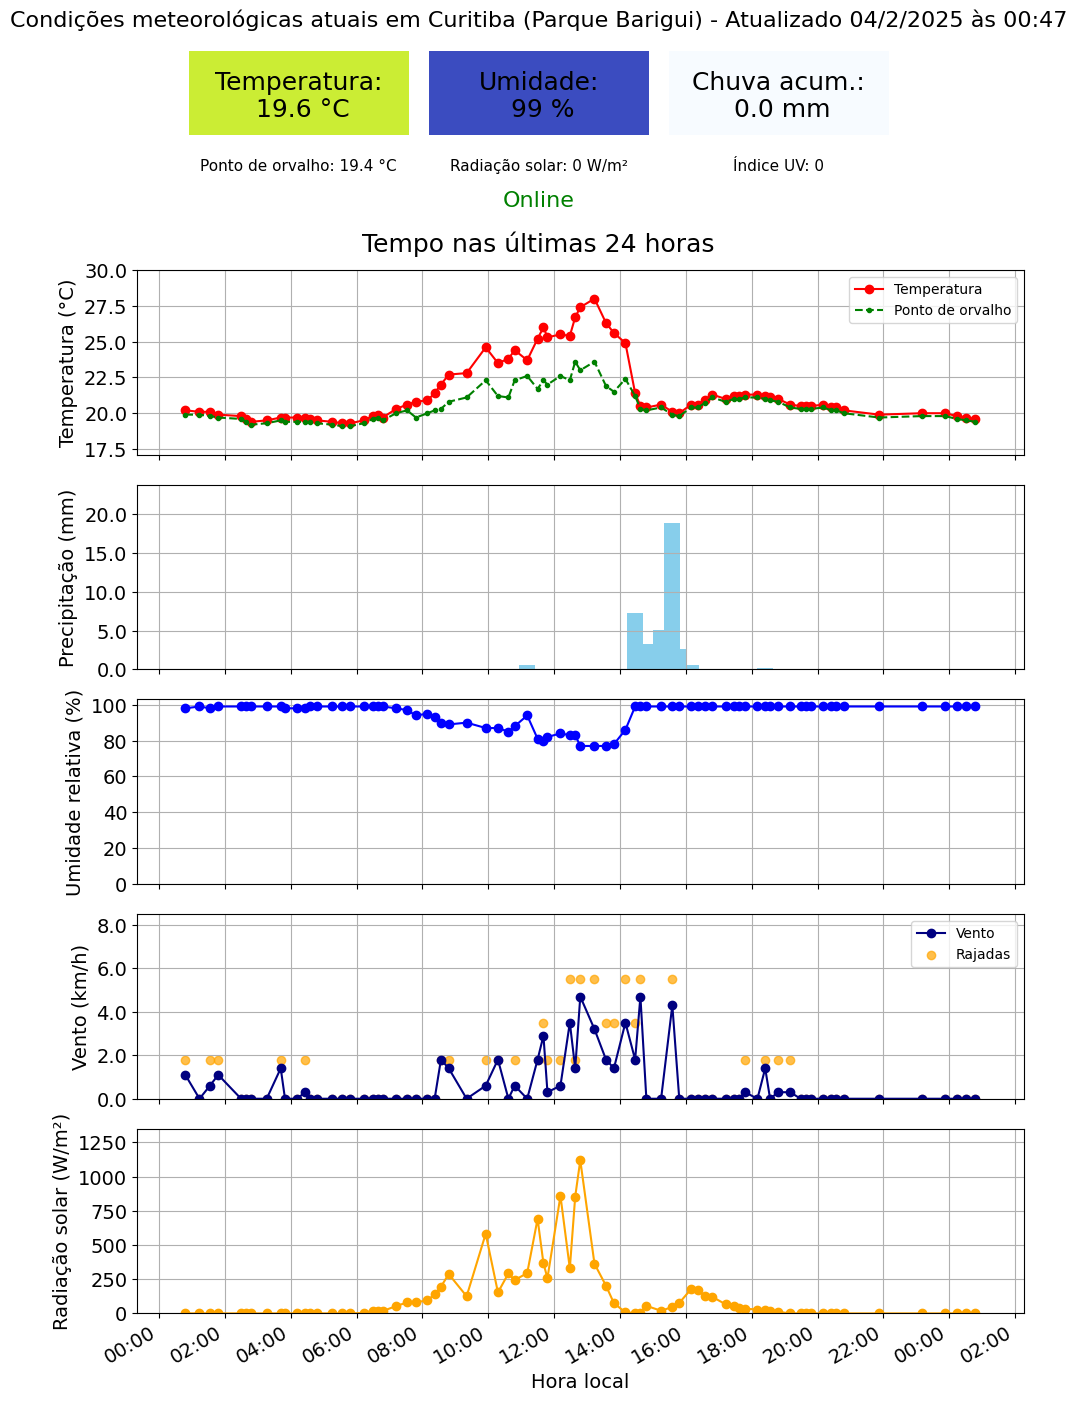 Condições meteorológicas atuais em Curitiba (Parque Barigui) - Atualizado 04/2/2025 às 00:47
Temperatura:
19.6 °C
Umidade:
99 %
Chuva acum.:
0.0 mm
Ponto de orvalho: 19.4 °C
Radiação solar: 0 W/m²
Índice UV: 0
Online
Tempo nas últimas 24 horas
Temperatura (°C)
30.0
27.5
25.0
22.5
20.0
17.5
Temperatura
Ponto de orvalho
Precipitação (mm)
20.0
15.0
10.0
5.0
0.0
Umidade relativa (%)
100
80
60
40
20
0
Vento (km/h)
8.0
6.0
4.0
2.0
0.0
Vento
Rajadas
Radiação solar (W/m²)
1250
1000
750
500
250
0
00:00
02:00
04:00
06:00
08:00
10:00
12:00
14:00
16:00
18:00
20:00
22:00
00:00
02:00
Hora local